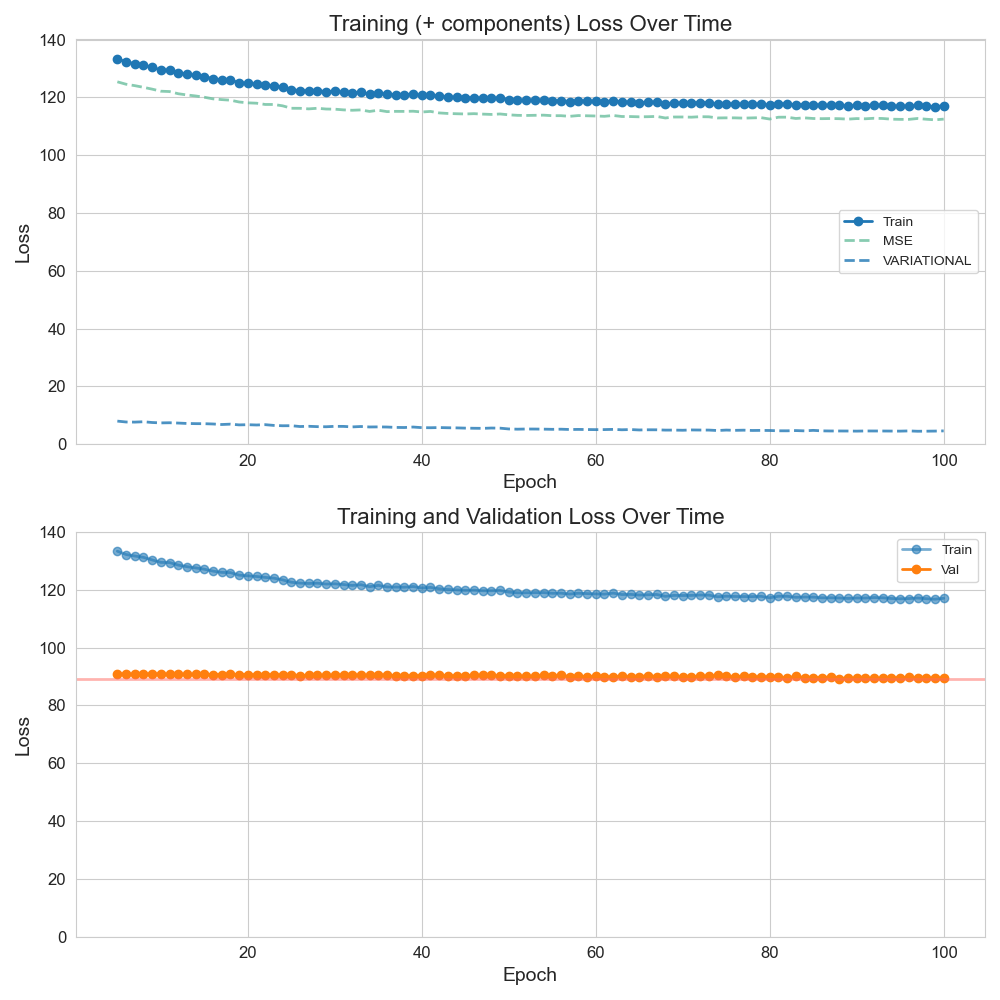 Training (+ components) Loss Over Time
140
120
100
80
60
40
20
0
Loss
Train
MSE
VARIATIONAL
20 40 60 80 100
Epoch
Training and Validation Loss Over Time
140
120
100
80
60
40
20
0
Loss
Train
Val
20 40 60 80 100
Epoch